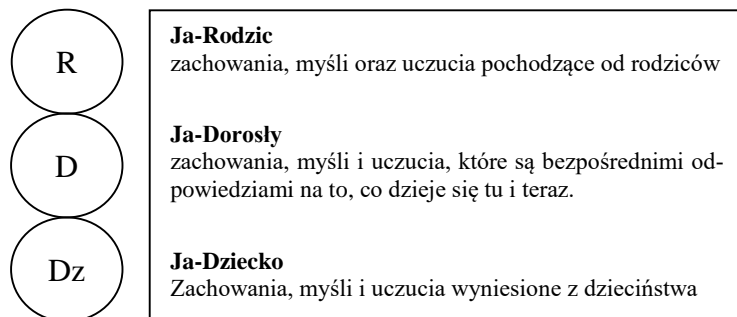 R
Ja-Rodzic
zachowania, myśli oraz uczucia pochodzące od rodziców
D
Ja-Dorosły
zachowania, myśli i uczucia, które są bezpośrednimi od-
powiedziami na to, co dzieje się tu i teraz.
Dz
Ja-Dziecko
Zachowania, myśli i uczucia wyniesione z dzieciństwa